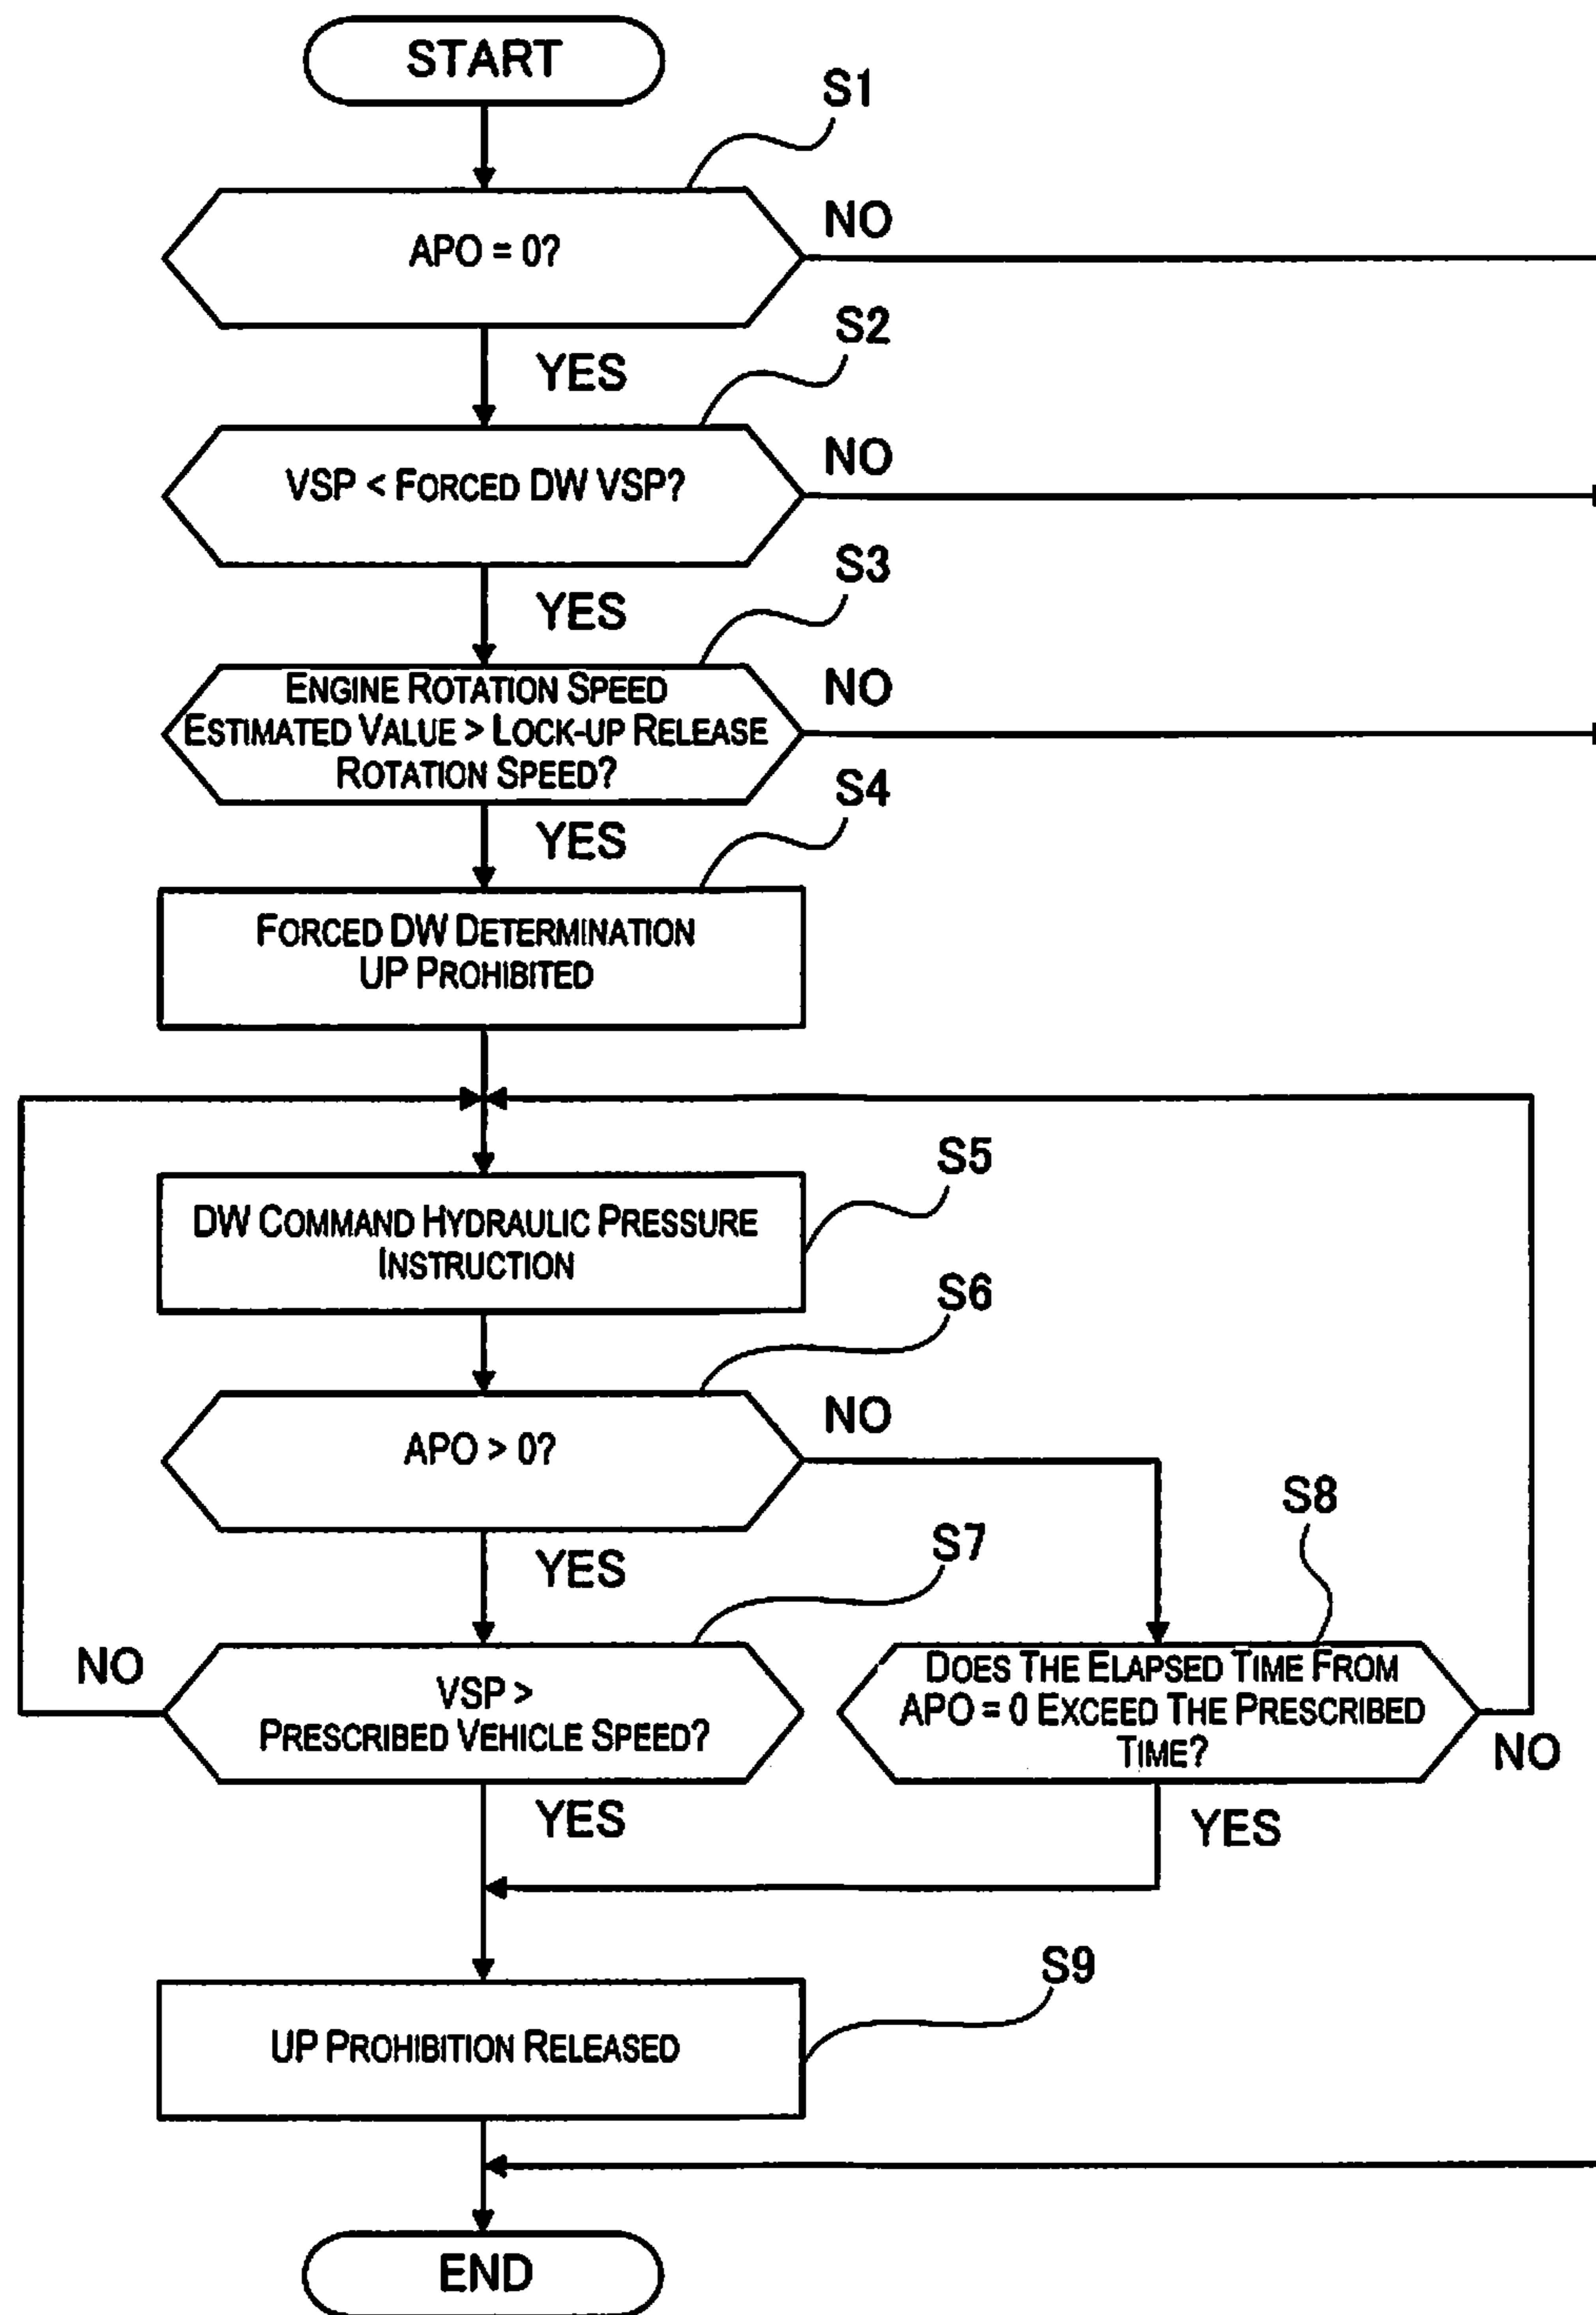 START
S1
APO = 0?
NO
YES
S2
VSP < FORCED DW VSP?
NO
YES
S3
ENGINE ROTATION SPEED
ESTIMATED VALUE > LOCK-UP RELEASE
ROTATION SPEED?
NO
YES
S4
FORCED DW DETERMINATION
UP PROHIBITED
S5
DW COMMAND HYDRAULIC PRESSURE
INSTRUCTION
S6
APO > 0?
NO
YES
S7
VSP >
PRESCRIBED VEHICLE SPEED?
NO
YES
S8
DOES THE ELAPSED TIME FROM
APO = 0 EXCEED THE PRESCRIBED
TIME?
NO
YES
S9
UP PROHIBITION RELEASED
END